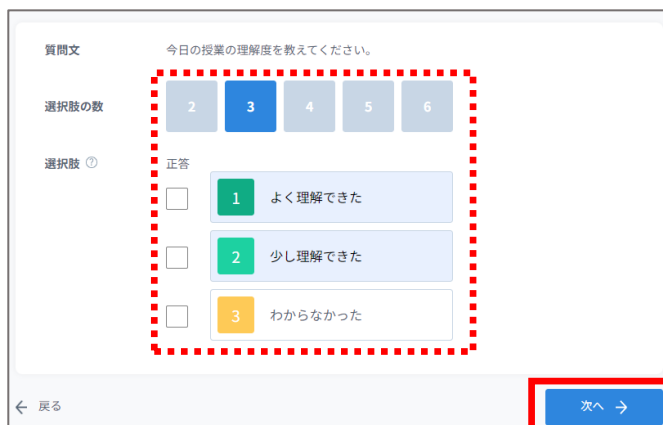 質問文 今日の授業の理解度を教えてください。
選択肢の数 2 3 4 5 6
選択肢 ? 正答
1 よく理解できた
2 少し理解できた
3 わからなかった
← 戻る 次へ →